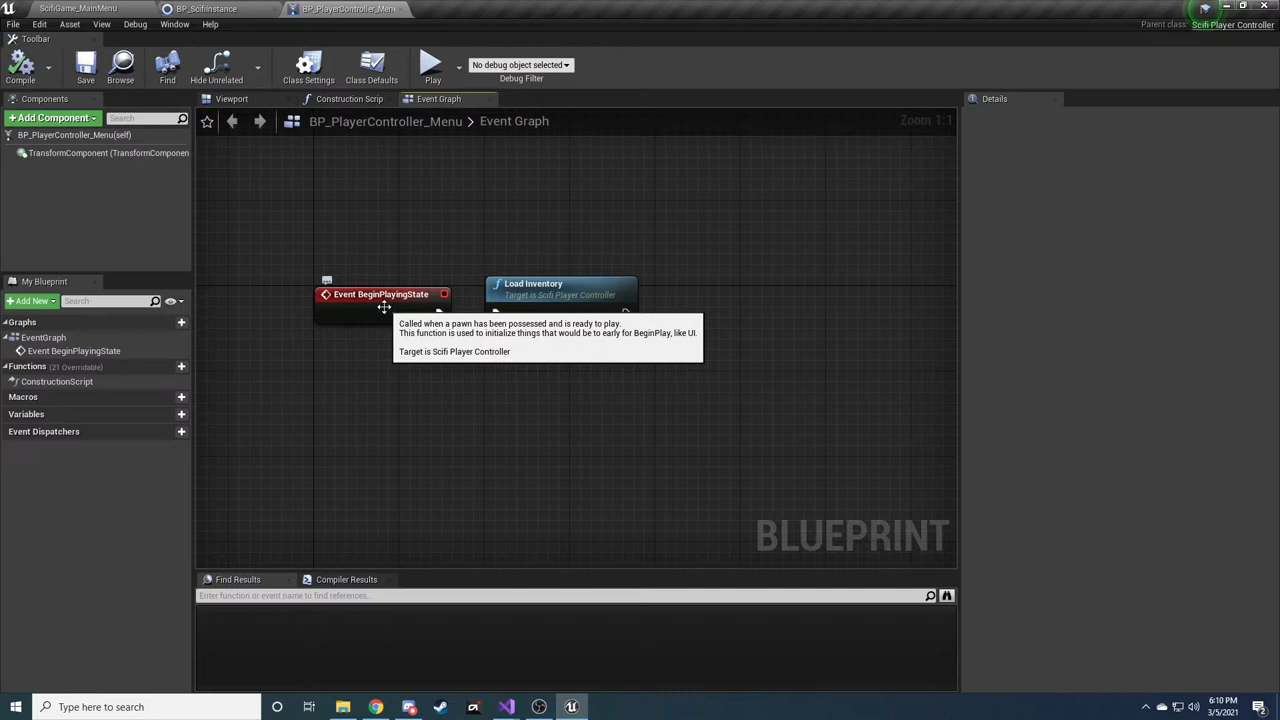 ScifiGame_MainMenu
BP_ScifiInstance
BP_PlayerController_Menu
File
Edit
Asset
View
Debug
Window
Help
Parent class:
Scifi Player Controller
Toolbar
Compile
Save
Browse
Find
Hide Unrelated
Class Settings
Class Defaults
Play
No debug object selected
Debug Filter
Components
Viewport
Construction Scrip
Event Graph
Details
+Add Component
Search
BP_PlayerController_Menu > Event Graph
Zoom 1:1
BP_PlayerController_Menu(self)
TransformComponent (TransformComponen
Load Inventory
Target is Scifi Player Controller
Event BeginPlayingState
Called when a pawn has been possessed and is ready to play.
This function is used to initialize things that would be to early for BeginPlay, like UI.
Target is Scifi Player Controller
My Blueprint
+Add New
Search
Graphs
EventGraph
Event BeginPlayingState
Functions (21 Overridable)
ConstructionScript
Macros
Variables
Event Dispatchers
BLUEPRINT
Find Results
Compiler Results
Enter function or event name to find references...
Type here to search
6:10 PM
3/5/2021
2